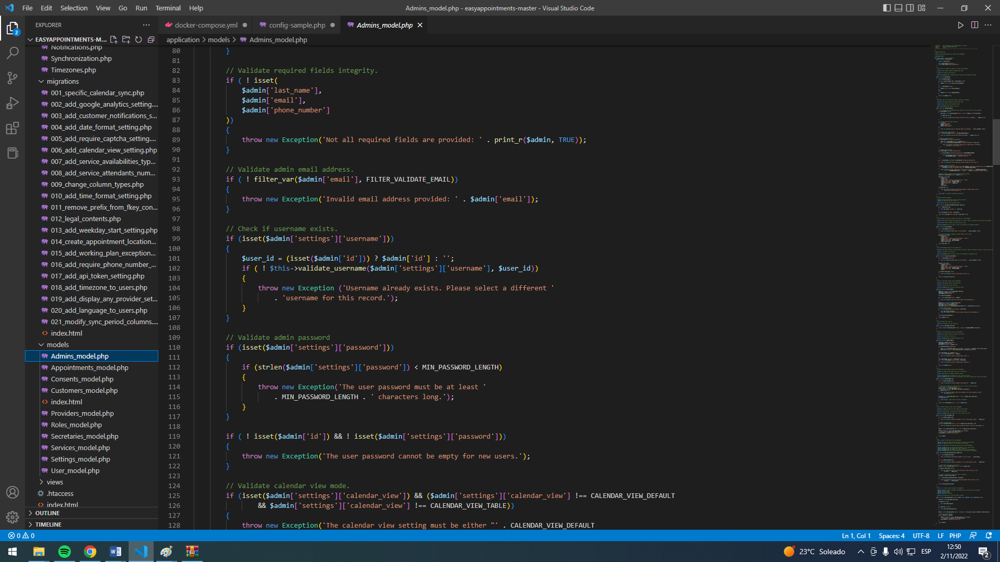 File Edit Selection View Go Run Terminal Help
Admins_model.php - easyappointments-master - Visual Studio Code
EXPLORER
docker-compose.yml
config-sample.php
Admins_model.php
EASYAPPOINTMENTS-M...
application > models > Admins_model.php
Notifications.php
Synchronization.php
Timezones.php
migrations
001_specific_calendar_sync.php
002_add_google_analytics_setting....
003_add_customer_notifications_s...
004_add_date_format_setting.php
005_add_require_captcha_setting....
006_add_calendar_view_setting.php
007_add_service_availabilities_typ...
008_add_service_attendants_num...
009_change_column_types.php
010_add_time_format_setting.php
011_remove_prefix_from_fkey_con...
012_legal_contents.php
013_add_weekday_start_setting.php
014_create_appointment_location...
015_add_working_plan_exception...
016_add_require_phone_number_...
017_add_api_token_setting.php
018_add_timezone_to_users.php
019_add_display_any_provider_set...
020_add_language_to_users.php
021_modify_sync_period_columns....
index.html
models
Admins_model.php
Appointments_model.php
Consents_model.php
Customers_model.php
index.html
Providers_model.php
Roles_model.php
Secretaries_model.php
Services_model.php
Settings_model.php
User_model.php
views
.htaccess
index.html
OUTLINE
TIMELINE
80 }
81
82 // Validate required fields integrity.
83 if ( ! isset(
84 $admin['last_name'],
85 $admin['email'],
86 $admin['phone_number']
87 ))
88 {
89 throw new Exception('Not all required fields are provided: ' . print_r($admin, TRUE));
90 }
91
92 // Validate admin email address.
93 if ( ! filter_var($admin['email'], FILTER_VALIDATE_EMAIL))
94 {
95 throw new Exception('Invalid email address provided: ' . $admin['email']);
96 }
97
98 // Check if username exists.
99 if (isset($admin['settings']['username']))
100 {
101 $user_id = (isset($admin['id'])) ? $admin['id'] : '';
102 if ( ! $this->validate_username($admin['settings']['username'], $user_id))
103 {
104 throw new Exception ('Username already exists. Please select a different '
105 . 'username for this record.');
106 }
107 }
108
109 // Validate admin password
110 if (isset($admin['settings']['password']))
111 {
112 if (strlen($admin['settings']['password']) < MIN_PASSWORD_LENGTH)
113 {
114 throw new Exception('The user password must be at least '
115 . MIN_PASSWORD_LENGTH . ' characters long.');
116 }
117 }
118
119 if ( ! isset($admin['id']) && ! isset($admin['settings']['password']))
120 {
121 throw new Exception('The user password cannot be empty for new users.');
122 }
123
124 // Validate calendar view mode.
125 if (isset($admin['settings']['calendar_view']) && ($admin['settings']['calendar_view'] !== CALENDAR_VIEW_DEFAULT
126 && $admin['settings']['calendar_view'] !== CALENDAR_VIEW_TABLE))
127 {
128 throw new Exception('The calendar view setting must be either "' . CALENDAR_VIEW_DEFAULT
2
0 0
Ln 1, Col 1 Spaces: 4 UTF-8 LF PHP
23°C Soleado
ESP
12:50
2/11/2022
2